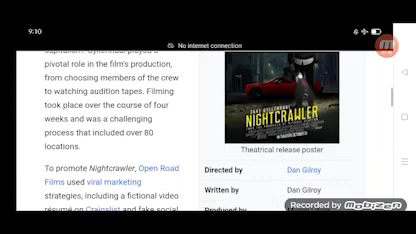 9:10
No internet connection
capitalism. Gyllenhaal played a
pivotal role in the film's production,
from choosing members of the crew
to watching audition tapes. Filming
took place over the course of four
weeks and was a challenging
process that included over 80
locations.
To promote Nightcrawler, Open Road
Films used viral marketing
strategies, including a fictional video
résumé on Craigslist and fake social
JAKE GYLLENHAAL
NIGHTCRAWLER
Theatrical release poster
Directed by Dan Gilroy
Written by Dan Gilroy
Produced by
Recorded by
MOBIZEN